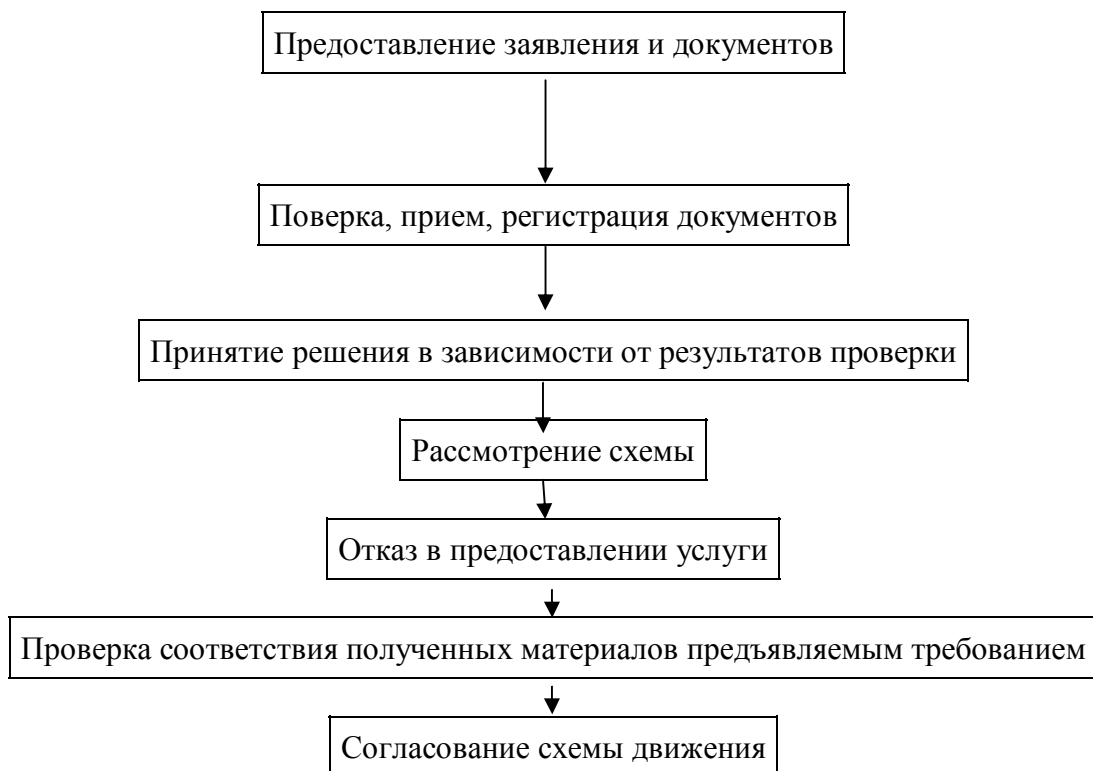 Предоставление заявления и документов
Поверка, прием, регистрация документов
Принятие решения в зависимости от результатов проверки
Рассмотрение схемы
Отказ в предоставлении услуги
Проверка соответствия полученных материалов предъявляемым требованием
Согласование схемы движения